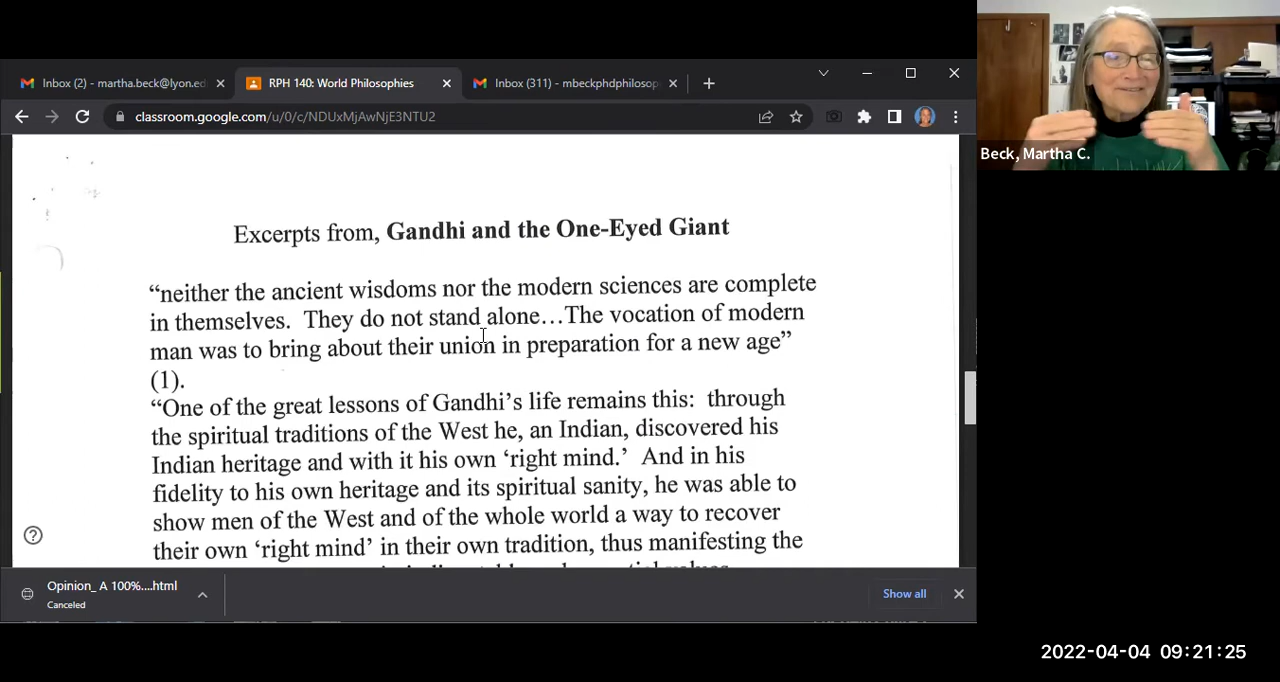 Inbox (2) - martha.beck@lyon.ed
RPH 140: World Philosophies
Inbox (311) - mbeckphdphilosop
classroom.google.com/u/0/c/NDUxMjAwNjE3NTU2
Beck, Martha C.
Excerpts from, Gandhi and the One-Eyed Giant
“neither the ancient wisdoms nor the modern sciences are complete
in themselves. They do not stand alone…The vocation of modern
man was to bring about their union in preparation for a new age”
(1).
“One of the great lessons of Gandhi’s life remains this: through
the spiritual traditions of the West he, an Indian, discovered his
Indian heritage and with it his own ‘right mind.’ And in his
fidelity to his own heritage and its spiritual sanity, he was able to
show men of the West and of the whole world a way to recover
their own ‘right mind’ in their own tradition, thus manifesting the
Opinion_ A 100%....html
Canceled
Show all
2022-04-04 09:21:25